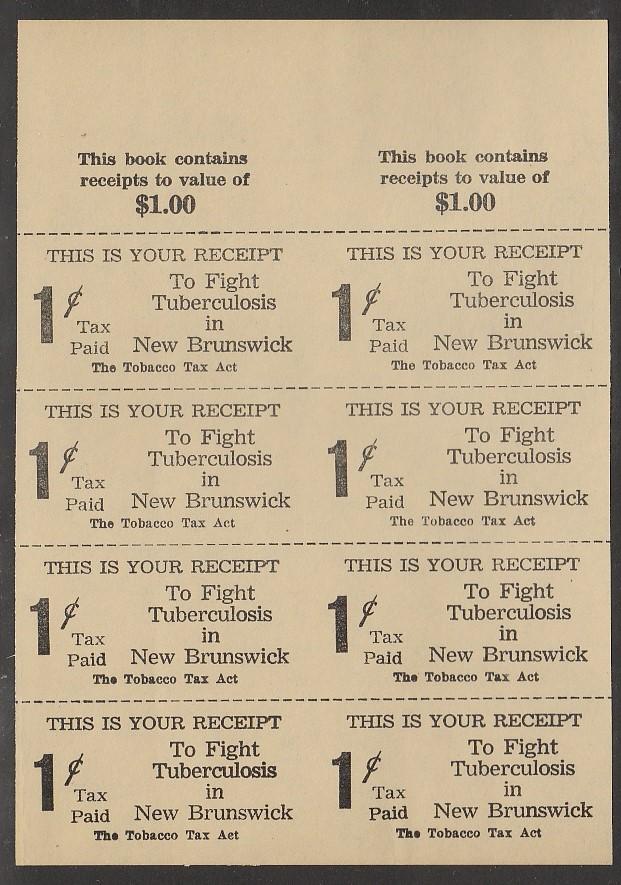 This book contains
receipts to value of
$1.00
This book contains
receipts to value of
$1.00
THIS IS YOUR RECEIPT
1¢ Tax Paid
To Fight
Tuberculosis
in
New Brunswick
The Tobacco Tax Act
THIS IS YOUR RECEIPT
1¢ Tax Paid
To Fight
Tuberculosis
in
New Brunswick
The Tobacco Tax Act
THIS IS YOUR RECEIPT
1¢ Tax Paid
To Fight
Tuberculosis
in
New Brunswick
The Tobacco Tax Act
THIS IS YOUR RECEIPT
1¢ Tax Paid
To Fight
Tuberculosis
in
New Brunswick
The Tobacco Tax Act
THIS IS YOUR RECEIPT
1¢ Tax Paid
To Fight
Tuberculosis
in
New Brunswick
The Tobacco Tax Act
THIS IS YOUR RECEIPT
1¢ Tax Paid
To Fight
Tuberculosis
in
New Brunswick
The Tobacco Tax Act
THIS IS YOUR RECEIPT
1¢ Tax Paid
To Fight
Tuberculosis
in
New Brunswick
The Tobacco Tax Act
THIS IS YOUR RECEIPT
1¢ Tax Paid
To Fight
Tuberculosis
in
New Brunswick
The Tobacco Tax Act